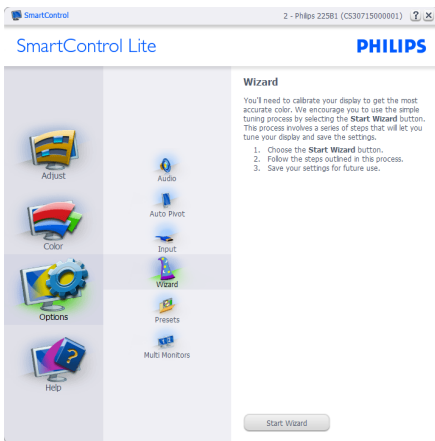 SmartControl
2 - Philips 225B1 (CS30715000001)
?
SmartControl Lite
PHILIPS
Adjust
Color
Options
Help
Audio
Auto Pivot
Input
Wizard
Presets
Multi Monitors
Wizard
You'll need to calibrate your display to get the most
accurate color. We encourage you to use the simple
tuning process by selecting the Start Wizard button.
This process involves a series of steps that will let you
tune your display and save the settings.
1. Choose the Start Wizard button.
2. Follow the steps outlined in this process.
3. Save your settings for future use.
Start Wizard